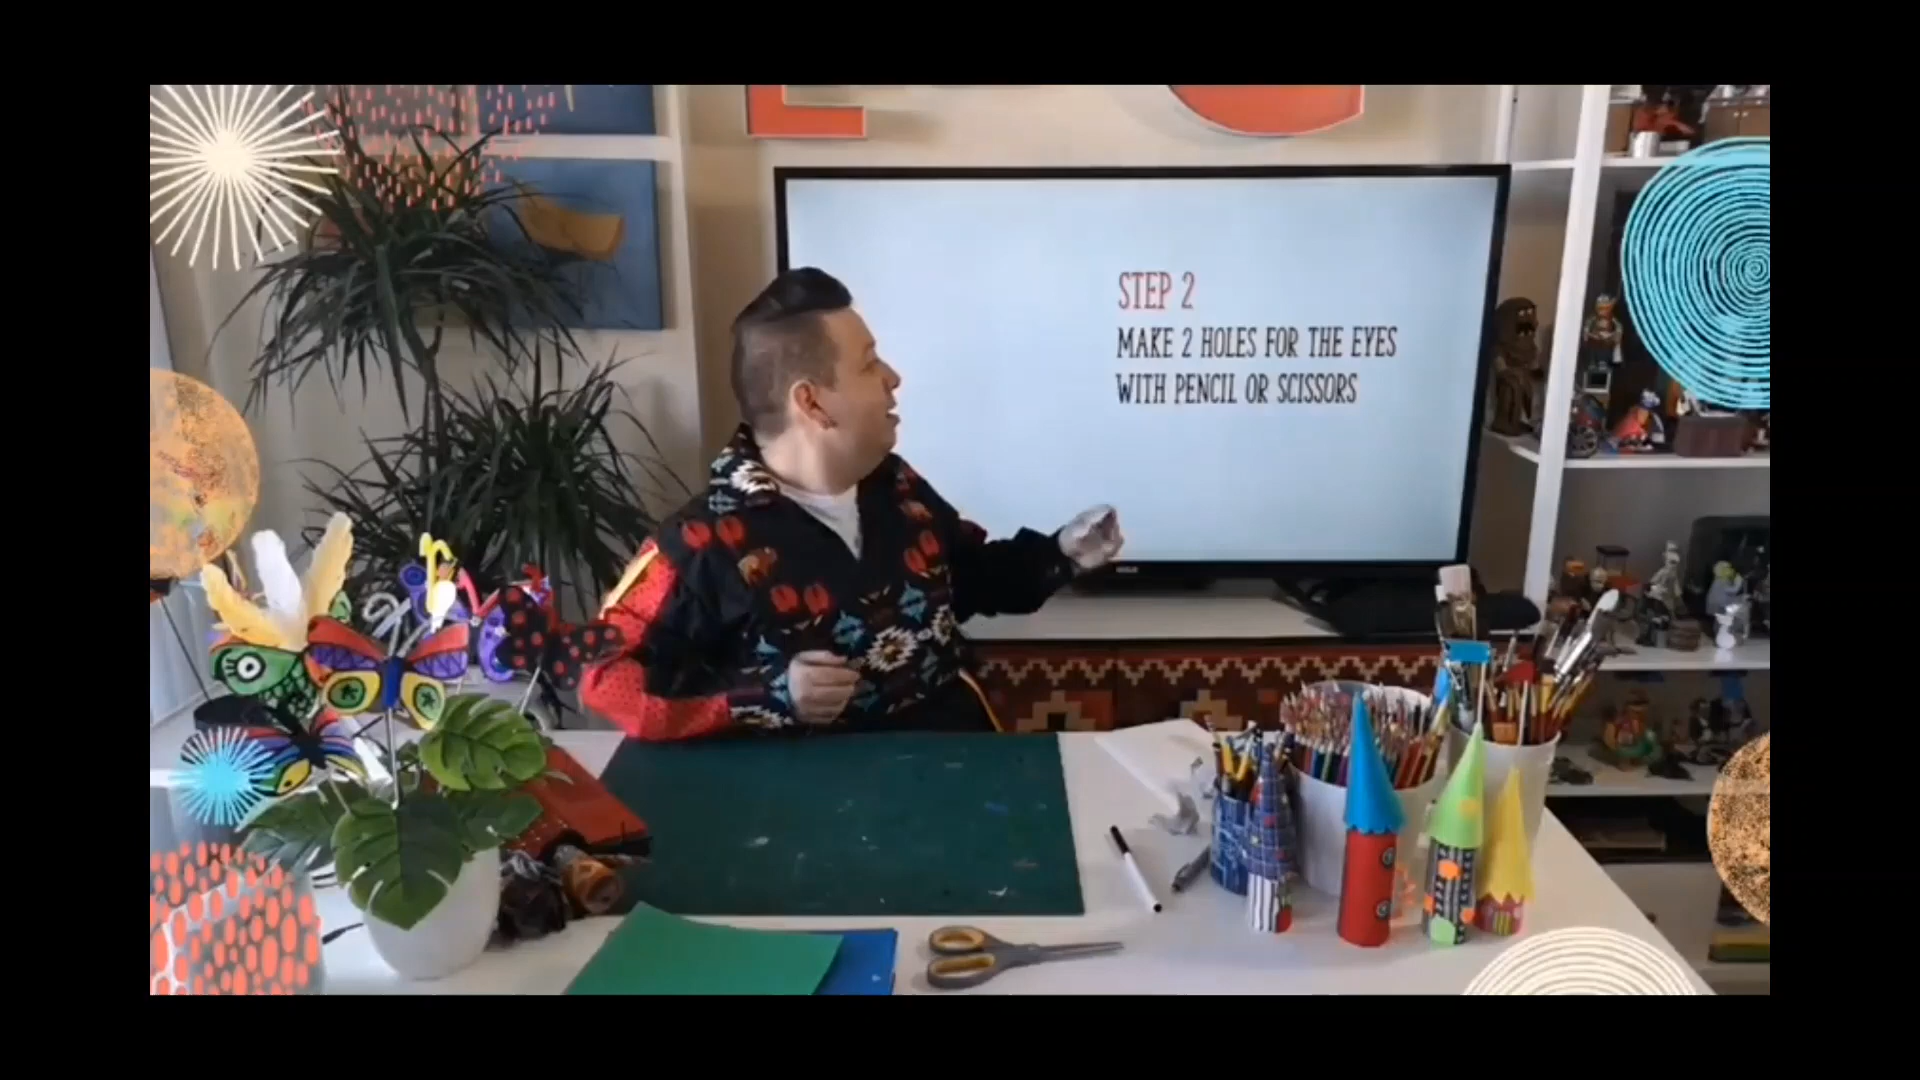 STEP 2
MAKE 2 HOLES FOR THE EYES
WITH PENCIL OR SCISSORS